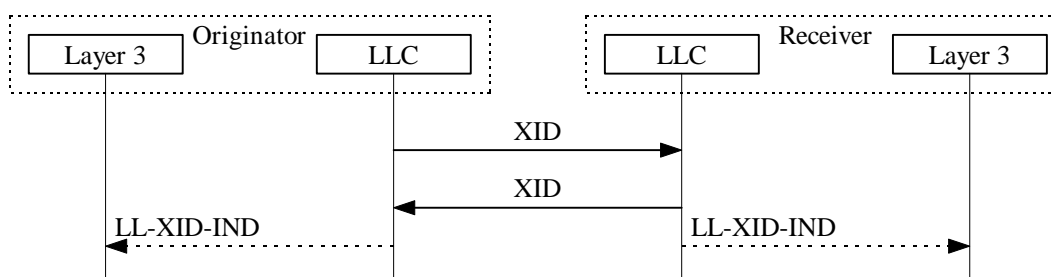 Originator
Receiver
Layer 3
LLC
LLC
Layer 3
XID
XID
LL-XID-IND
LL-XID-IND